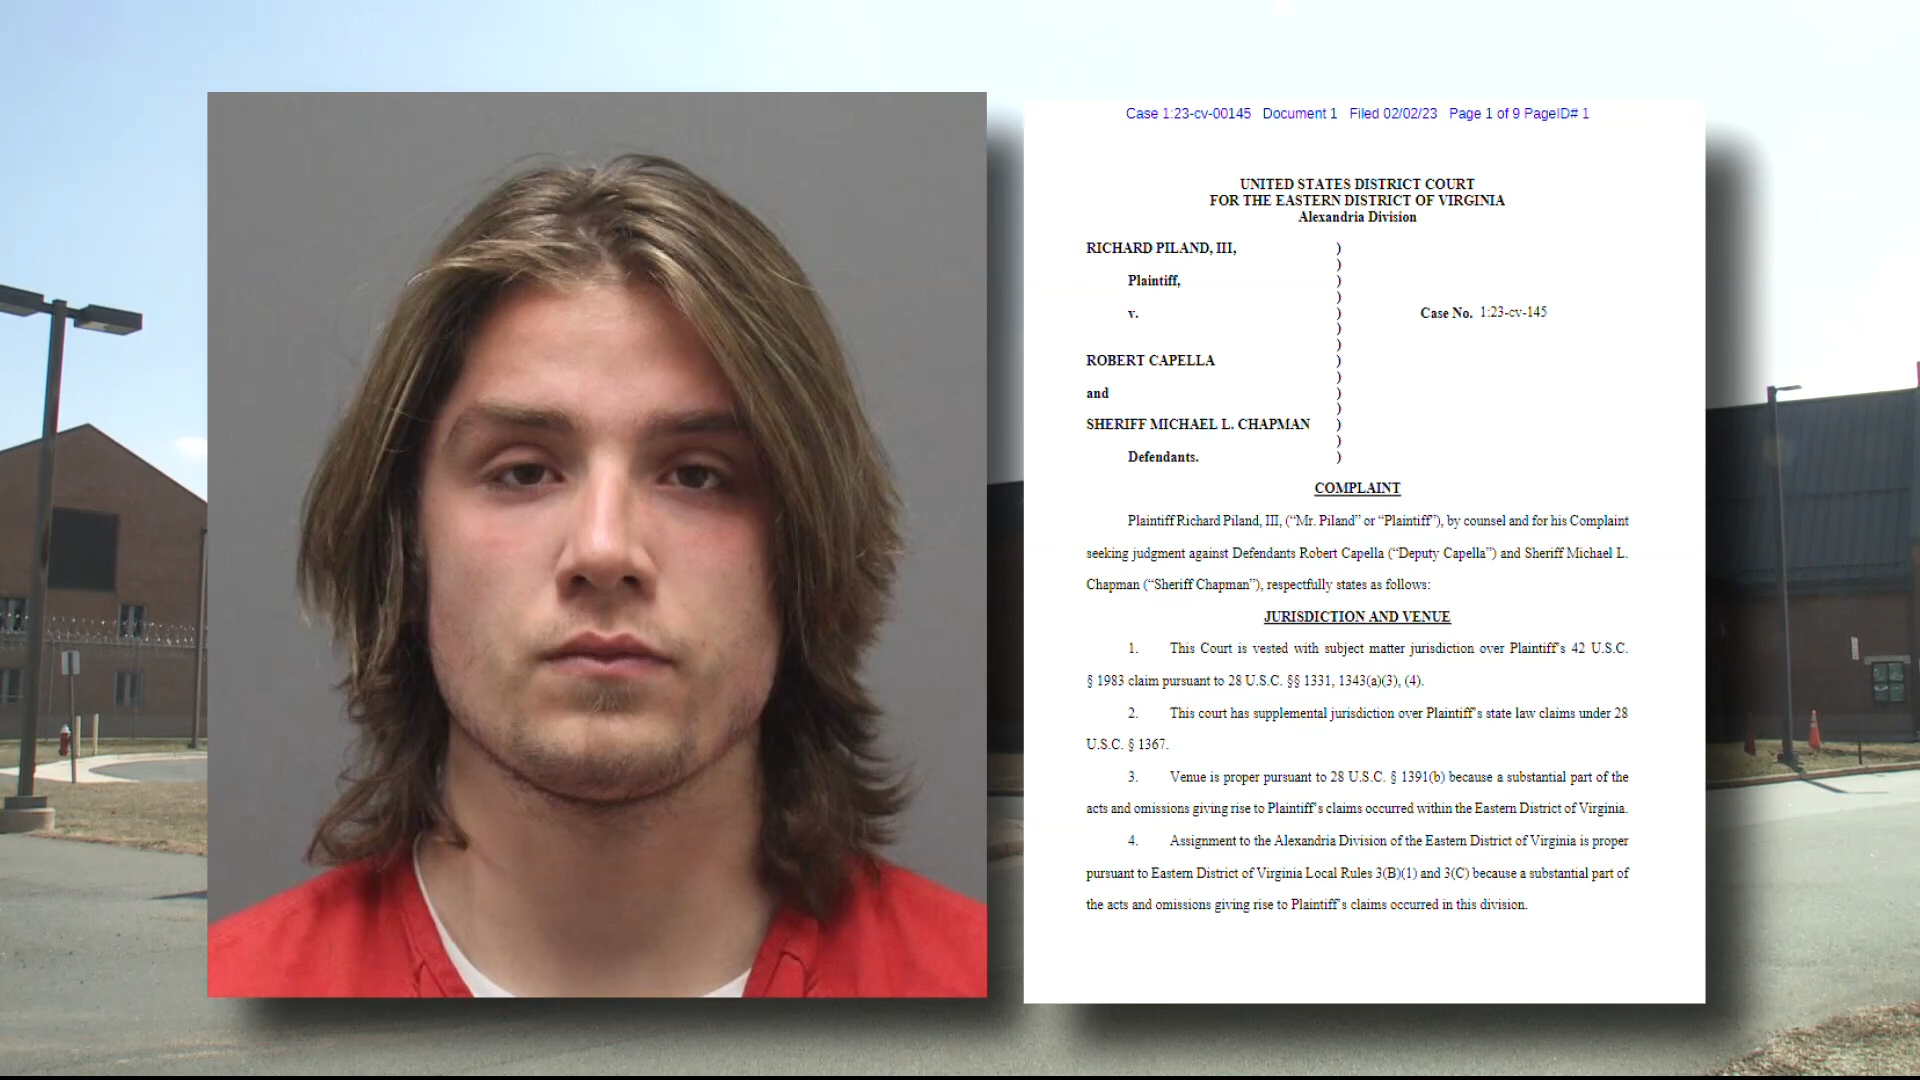 Case 1:23-cv-00145 Document 1 Filed 02/02/23 Page 1 of 9 PageID# 1
UNITED STATES DISTRICT COURT
FOR THE EASTERN DISTRICT OF VIRGINIA
Alexandria Division
RICHARD PILAND, III, )
)
Plaintiff, )
)
v. ) Case No. 1:23-cv-145
)
)
ROBERT CAPELLA )
)
and )
)
SHERIFF MICHAEL L. CHAPMAN )
)
Defendants. )
COMPLAINT
Plaintiff Richard Piland, III, (“Mr. Piland” or “Plaintiff”), by counsel and for his Complaint
seeking judgment against Defendants Robert Capella (“Deputy Capella”) and Sheriff Michael L.
Chapman (“Sheriff Chapman”), respectfully states as follows:
JURISDICTION AND VENUE
1. This Court is vested with subject matter jurisdiction over Plaintiff’s 42 U.S.C.
§ 1983 claim pursuant to 28 U.S.C. §§ 1331, 1343(a)(3), (4).
2. This court has supplemental jurisdiction over Plaintiff’s state law claims under 28
U.S.C. § 1367.
3. Venue is proper pursuant to 28 U.S.C. § 1391(b) because a substantial part of the
acts and omissions giving rise to Plaintiff’s claims occurred within the Eastern District of Virginia.
4. Assignment to the Alexandria Division of the Eastern District of Virginia is proper
pursuant to Eastern District of Virginia Local Rules 3(B)(1) and 3(C) because a substantial part of
the acts and omissions giving rise to Plaintiff’s claims occurred in this division.